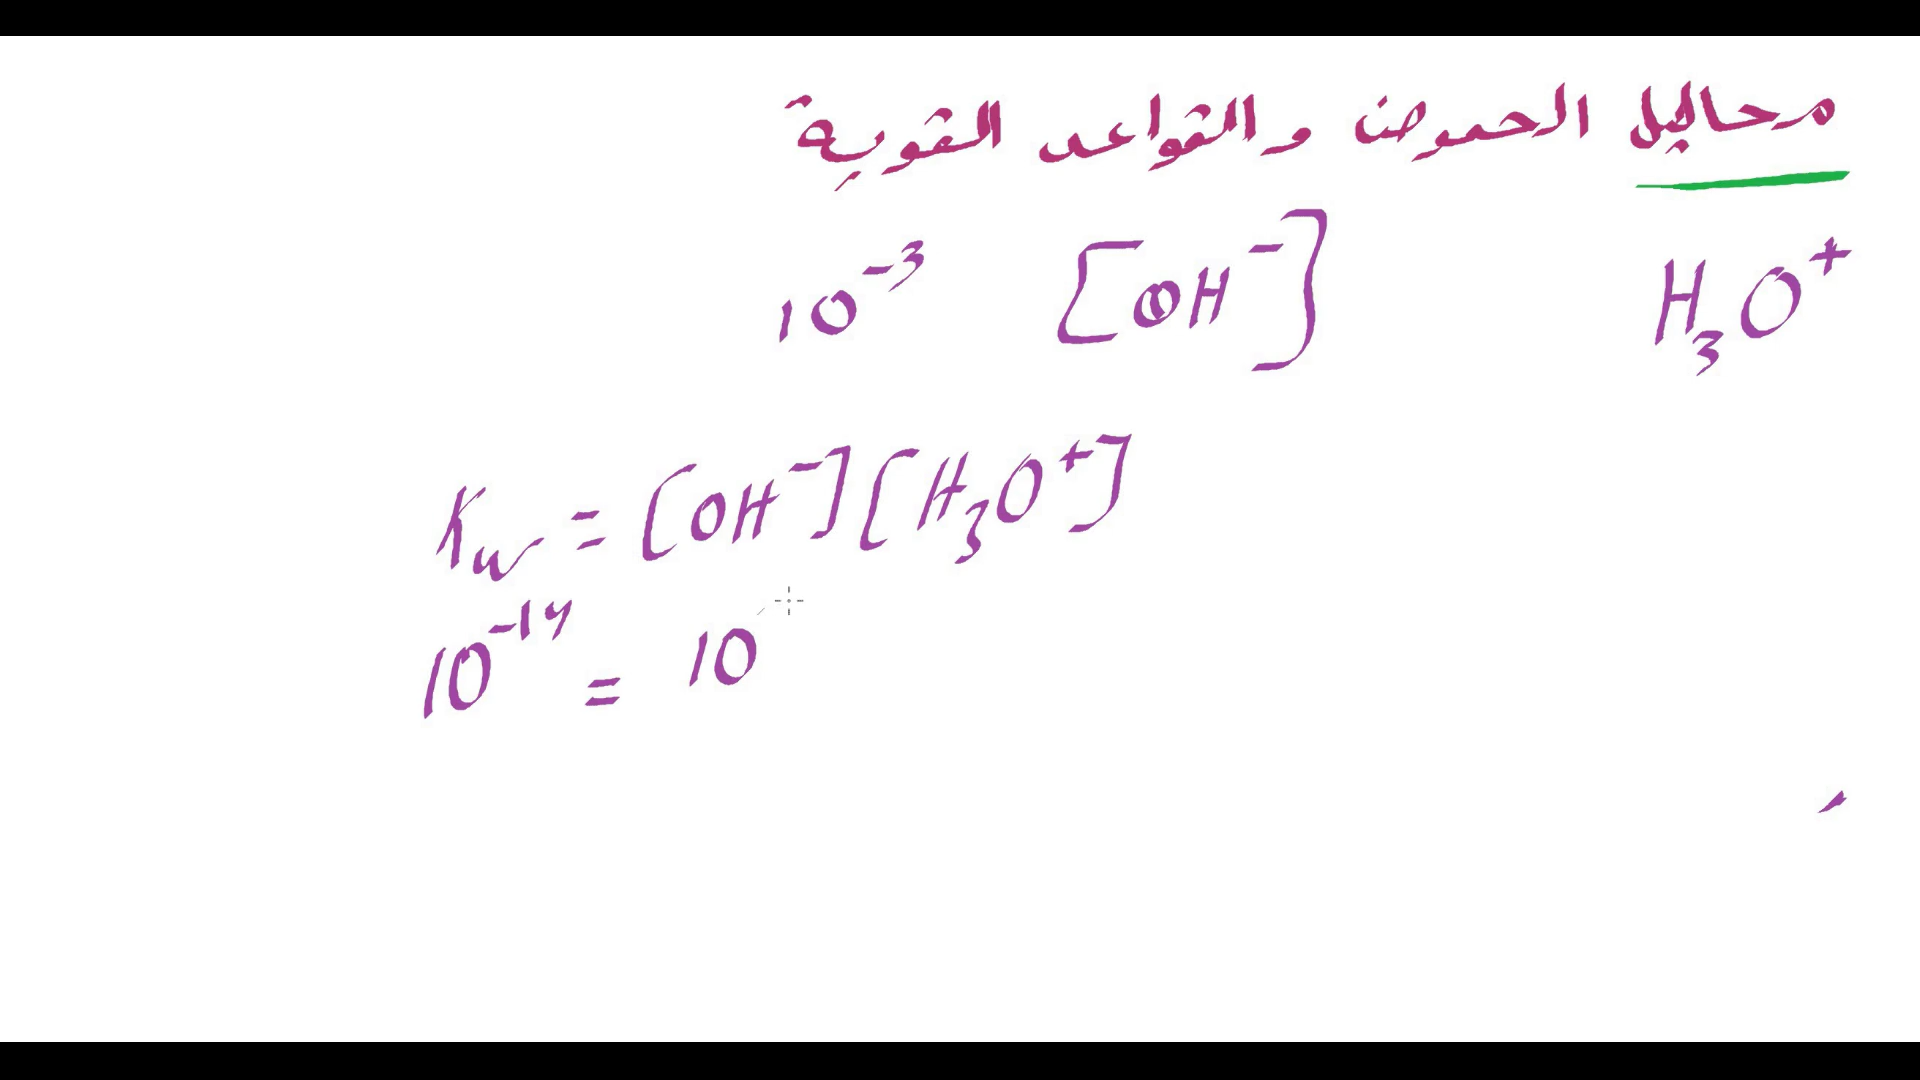 محاليل الحموض والقواعد القوية
10⁻³ [OH⁻] H₃O⁺
Kw = [OH⁻][H₃O⁺]
10⁻¹⁴ = 10